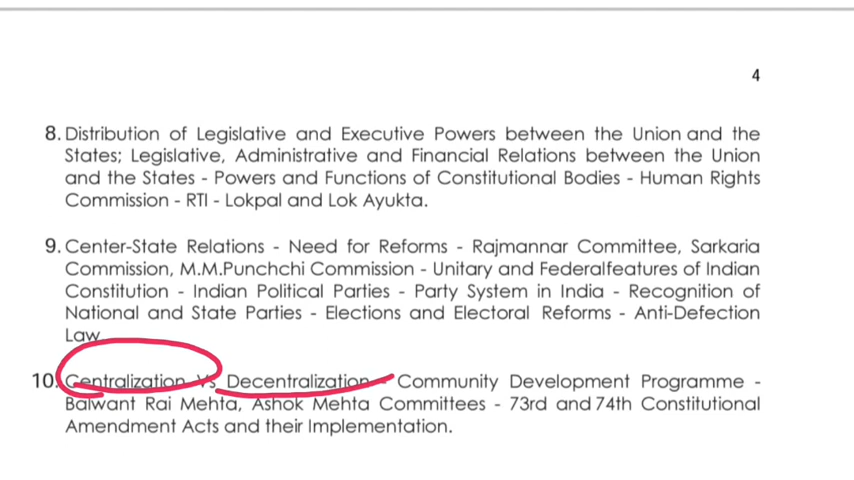 4
8. Distribution of Legislative and Executive Powers between the Union and the
States; Legislative, Administrative and Financial Relations between the Union
and the States - Powers and Functions of Constitutional Bodies - Human Rights
Commission - RTI - Lokpal and Lok Ayukta.
9. Center-State Relations - Need for Reforms - Rajmannar Committee, Sarkaria
Commission, M.M.Punchchi Commission - Unitary and Federalfeatures of Indian
Constitution - Indian Political Parties - Party System in India - Recognition of
National and State Parties - Elections and Electoral Reforms - Anti-Defection
Law
10. Centralization Vs Decentralization - Community Development Programme -
Balwant Rai Mehta, Ashok Mehta Committees - 73rd and 74th Constitutional
Amendment Acts and their Implementation.